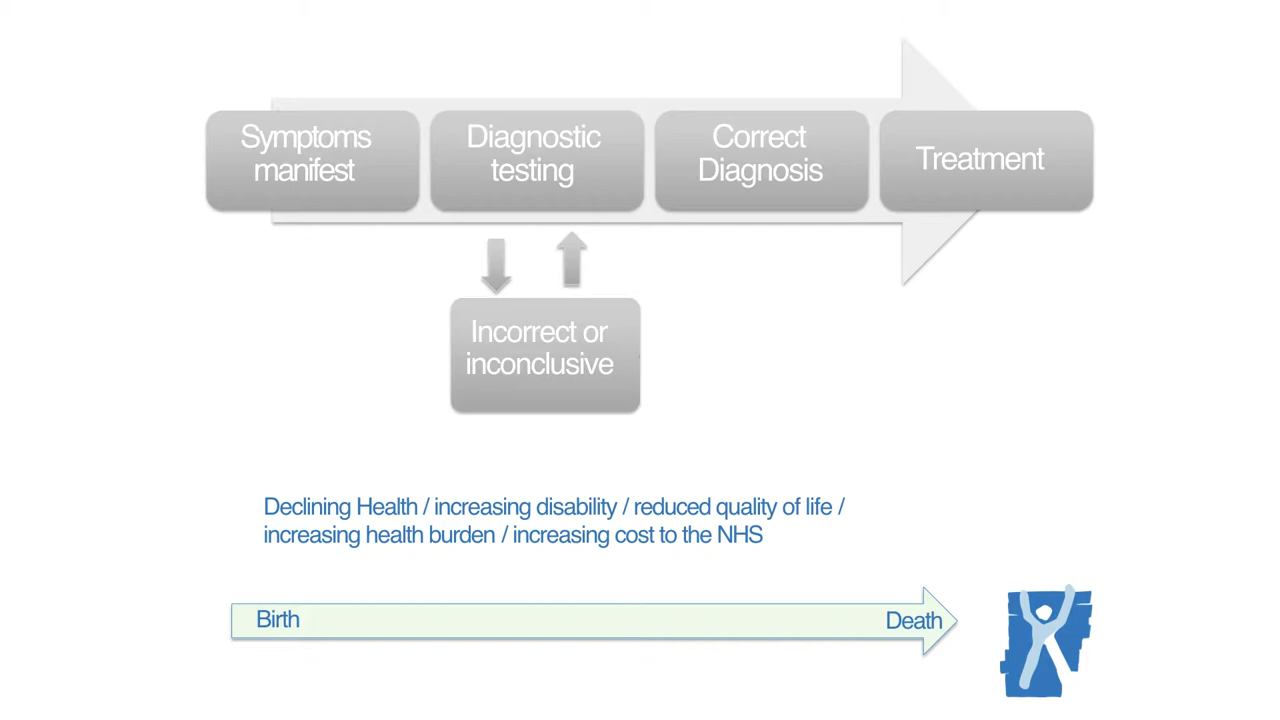 Symptoms
manifest
Diagnostic
testing
Correct
Diagnosis
Treatment
Incorrect or
inconclusive
Declining Health / increasing disability / reduced quality of life /
increasing health burden / increasing cost to the NHS
Birth
Death